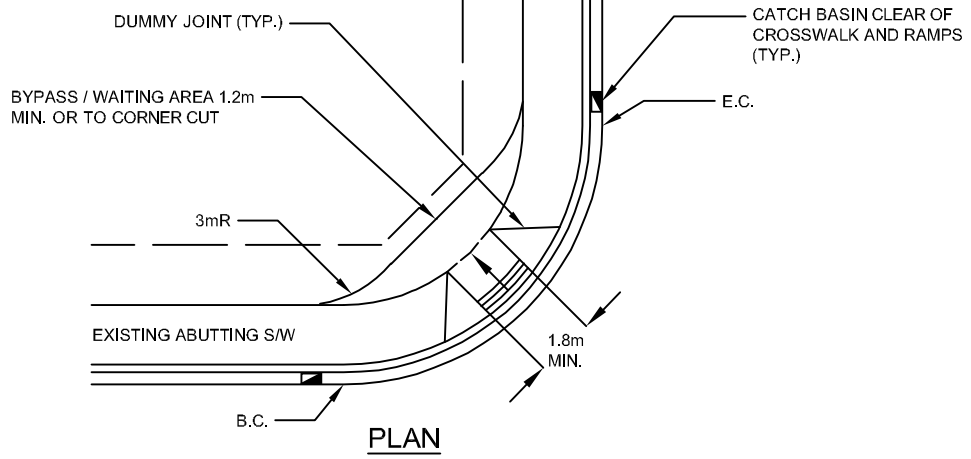 DUMMY JOINT (TYP.)
CATCH BASIN CLEAR OF
CROSSWALK AND RAMPS
(TYP.)
BYPASS / WAITING AREA 1.2m
MIN. OR TO CORNER CUT
E.C.
3mR
EXISTING ABUTTING S/W
1.8m
MIN.
B.C.
PLAN